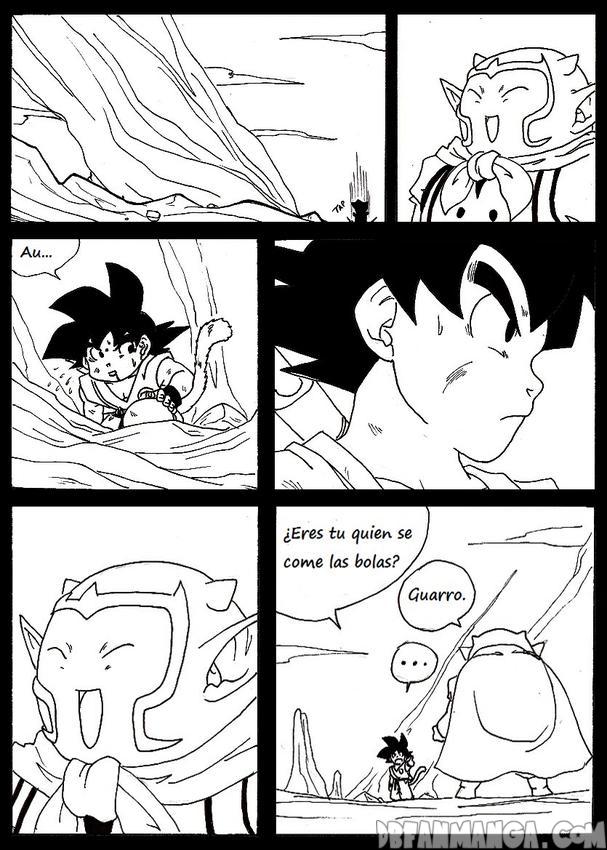 TAP
Au...
¿Eres tu quien se
come las bolas?
Guarro.
...
DBFANMANGA.COM